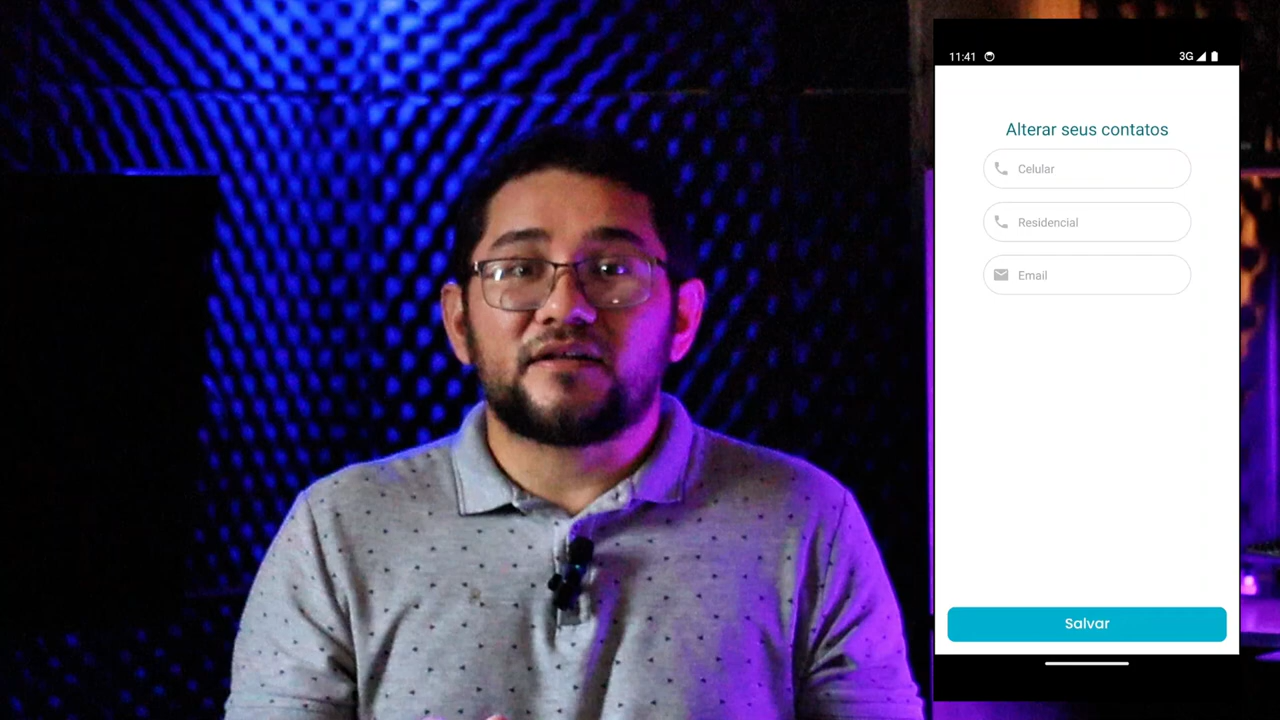 11:41
3G
Alterar seus contatos
Celular
Residencial
Email
Salvar